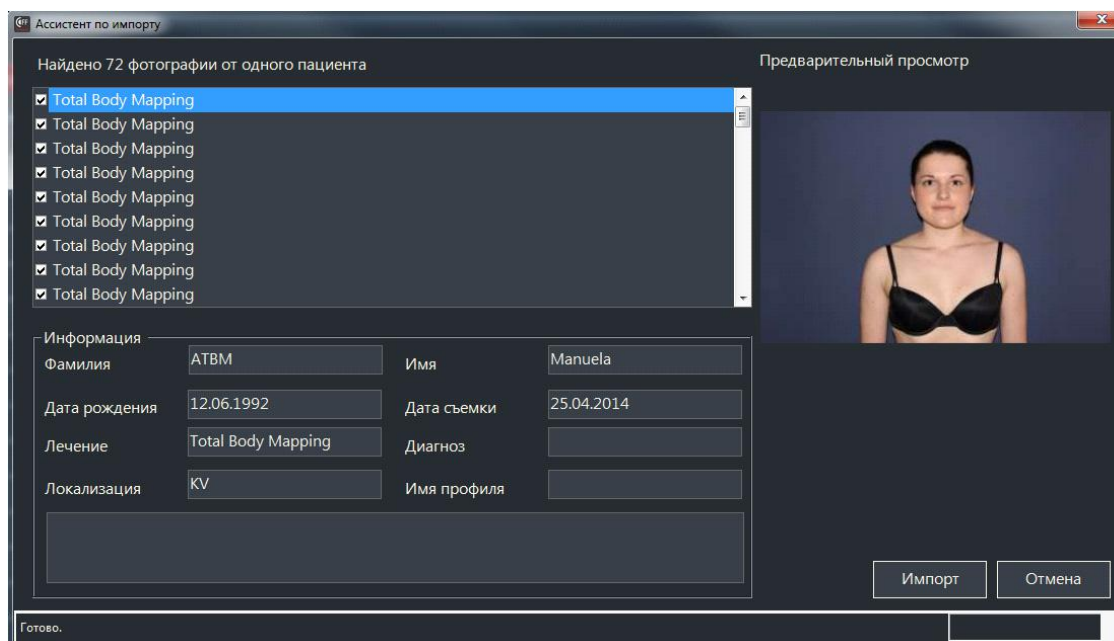 Ассистент по импорту
Найдено 72 фотографии от одного пациента
Предварительный просмотр
Total Body Mapping
Total Body Mapping
Total Body Mapping
Total Body Mapping
Total Body Mapping
Total Body Mapping
Total Body Mapping
Total Body Mapping
Total Body Mapping
Информация
Фамилия ATBM Имя Manuela
Дата рождения 12.06.1992 Дата съемки 25.04.2014
Лечение Total Body Mapping Диагноз
Локализация KV Имя профиля
Импорт Отмена
Готово.